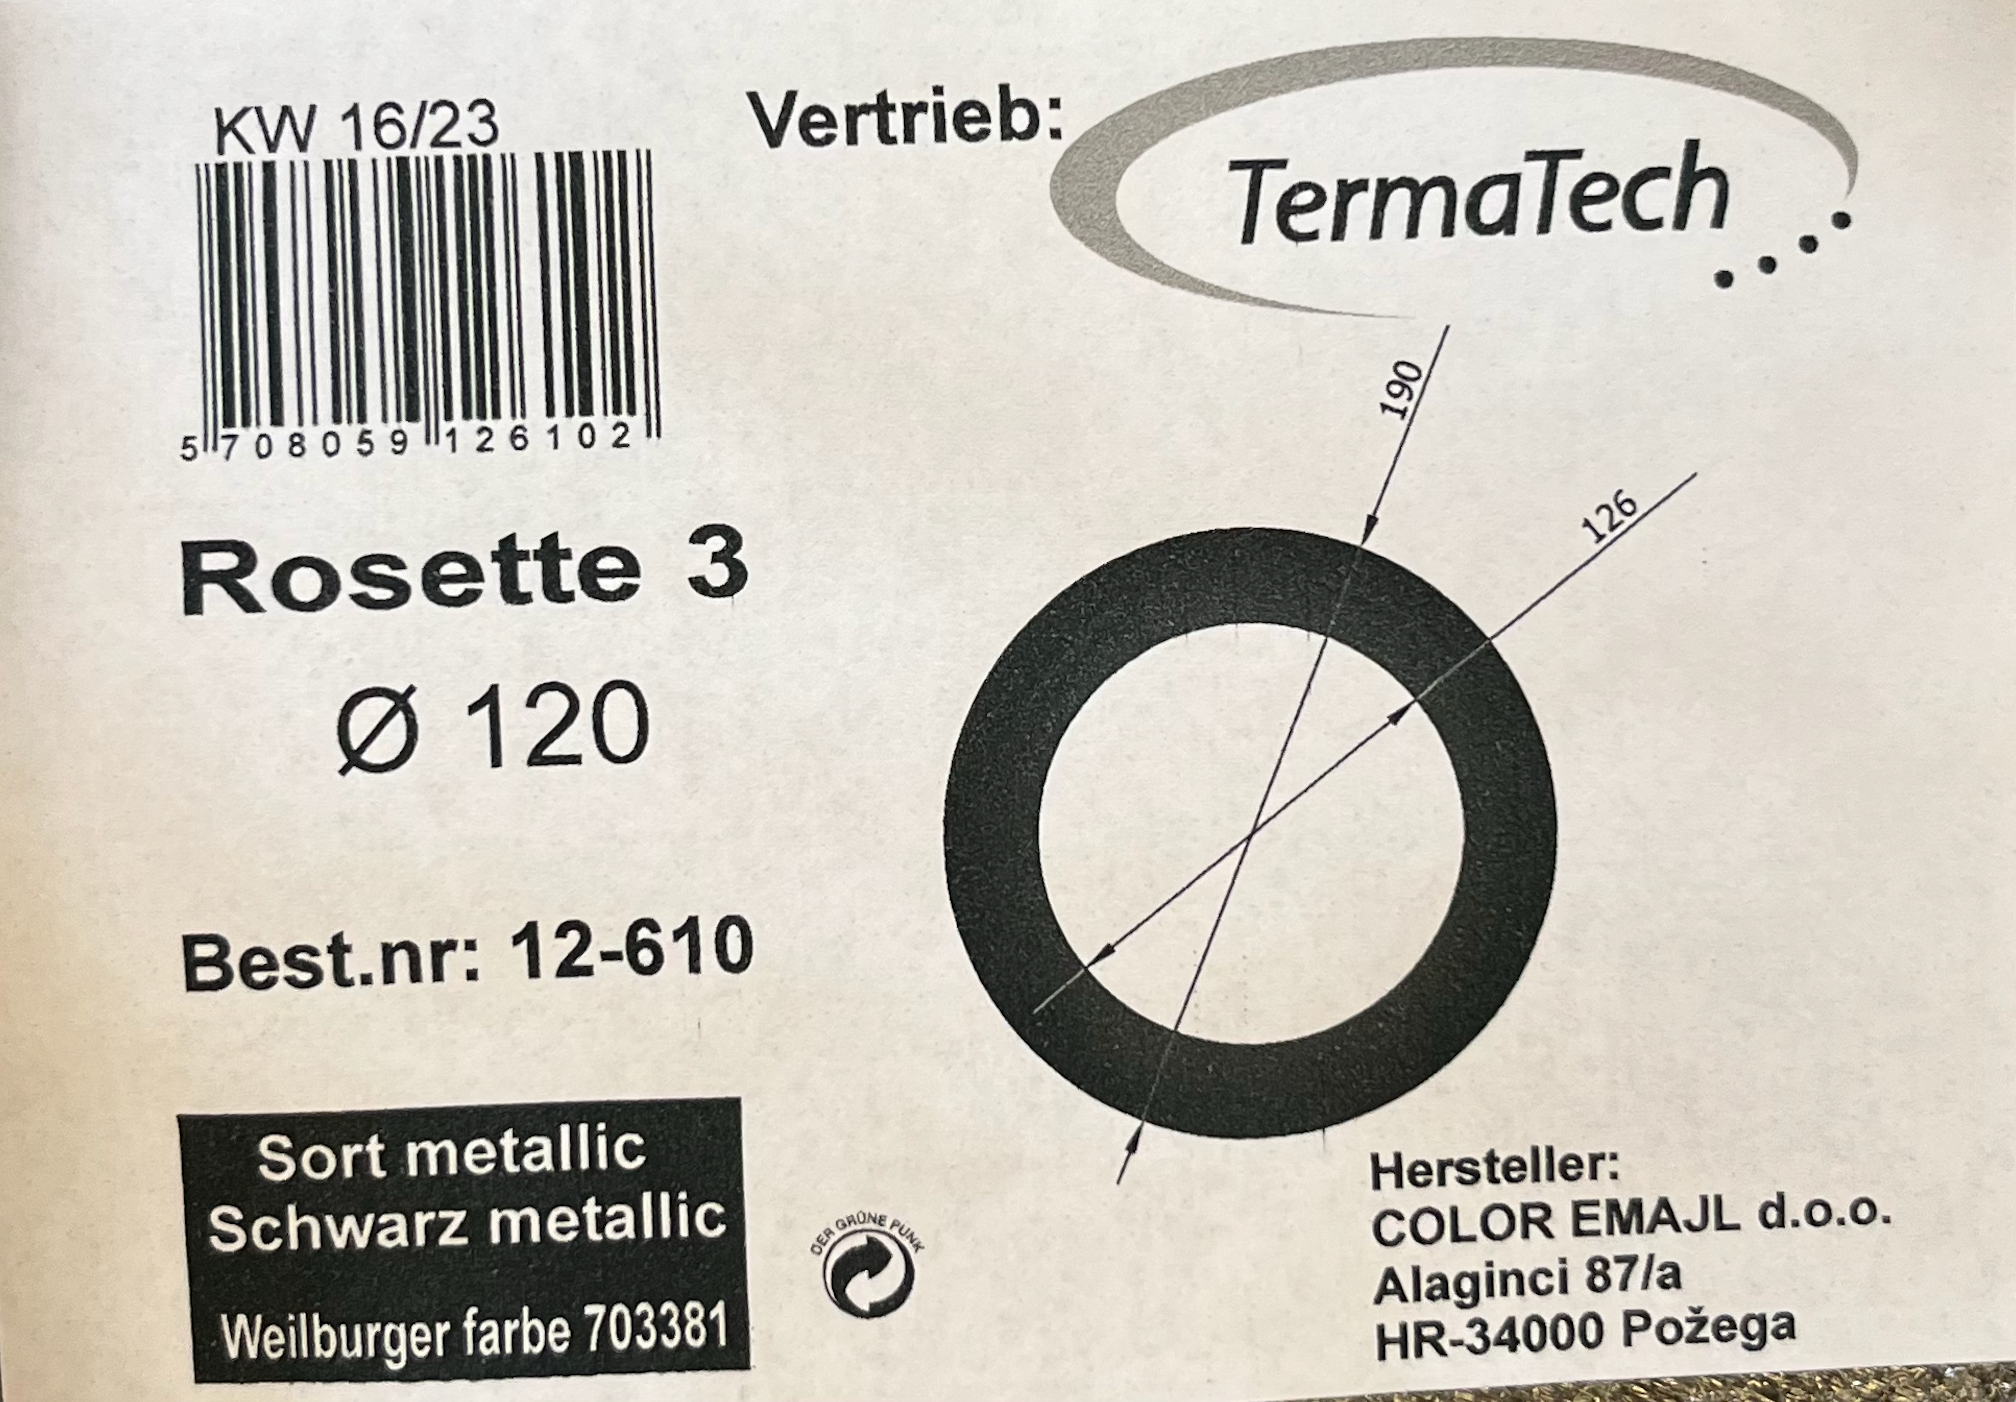 KW 16/23
5 708059 126102
Vertrieb:
TermaTech
190
126
Rosette 3
Ø 120
Best.nr: 12-610
Sort metallic
Schwarz metallic
Weilburger farbe 703381
DER GRÜNE PUNK
Hersteller:
COLOR EMAJL d.o.o.
Alaginci 87/a
HR-34000 Požega